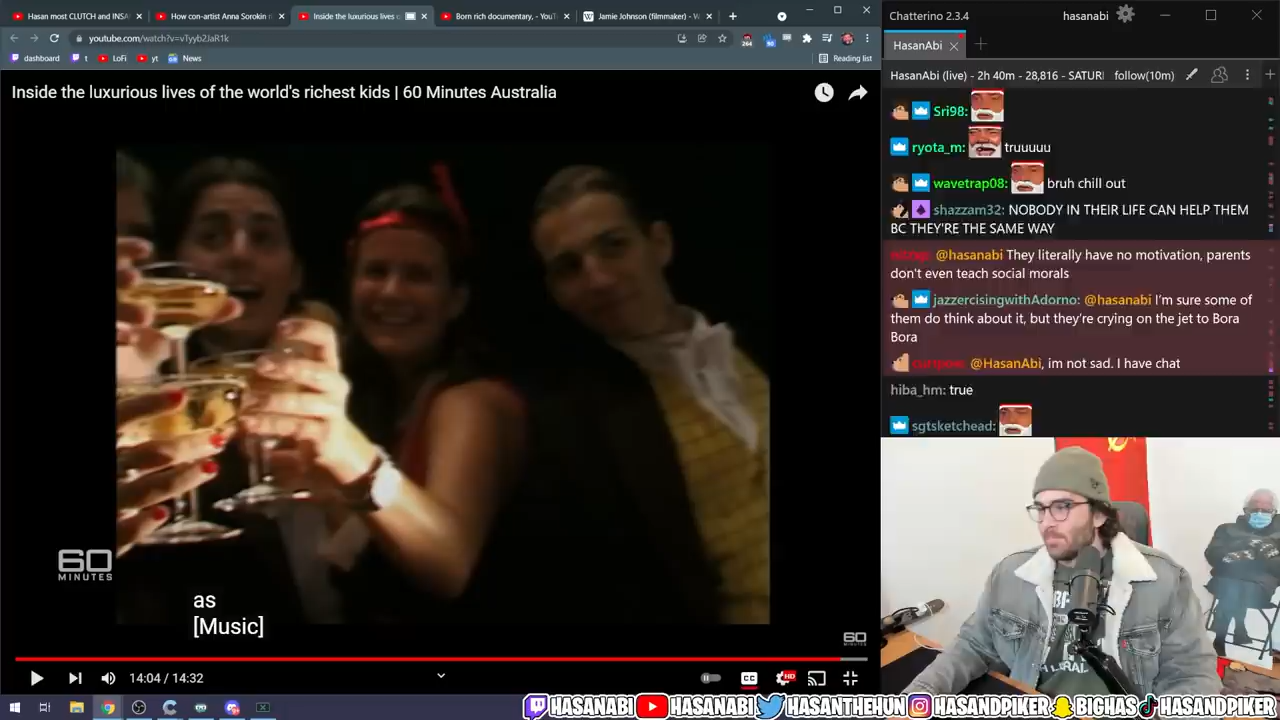 Hasan most CLUTCH and INSA
How con-artist Anna Sorokin r
Inside the luxurious lives o
Born rich documentary, - YouT
Jamie Johnson (filmmaker) - W
youtube.com/watch?v=vTyyb2JaR1k
264
dashboard
t
LoFi
yt
News
Reading list
Inside the luxurious lives of the world's richest kids | 60 Minutes Australia
60
MINUTES
as
[Music]
60
14:04 / 14:32
CC
HD
Chatterino 2.3.4
hasanabi
HasanAbi
HasanAbi (live) - 2h 40m - 28,816 - SATUR
follow(10m)
Sri98:
ryota_m: truuuuu
wavetrap08: bruh chill out
shazzam32: NOBODY IN THEIR LIFE CAN HELP THEM
BC THEY'RE THE SAME WAY
@hasanabi They literally have no motivation, parents
don't even teach social morals
jazzercisingwithAdorno: @hasanabi I'm sure some of
them do think about it, but they're crying on the jet to Bora
Bora
@HasanAbi, im not sad. I have chat
hiba_hm: true
sgtsketchead:
HASANABI
HASANABI
HASANTHEHUN
HASANDPIKER
BIGHAS
HASANDPIKER